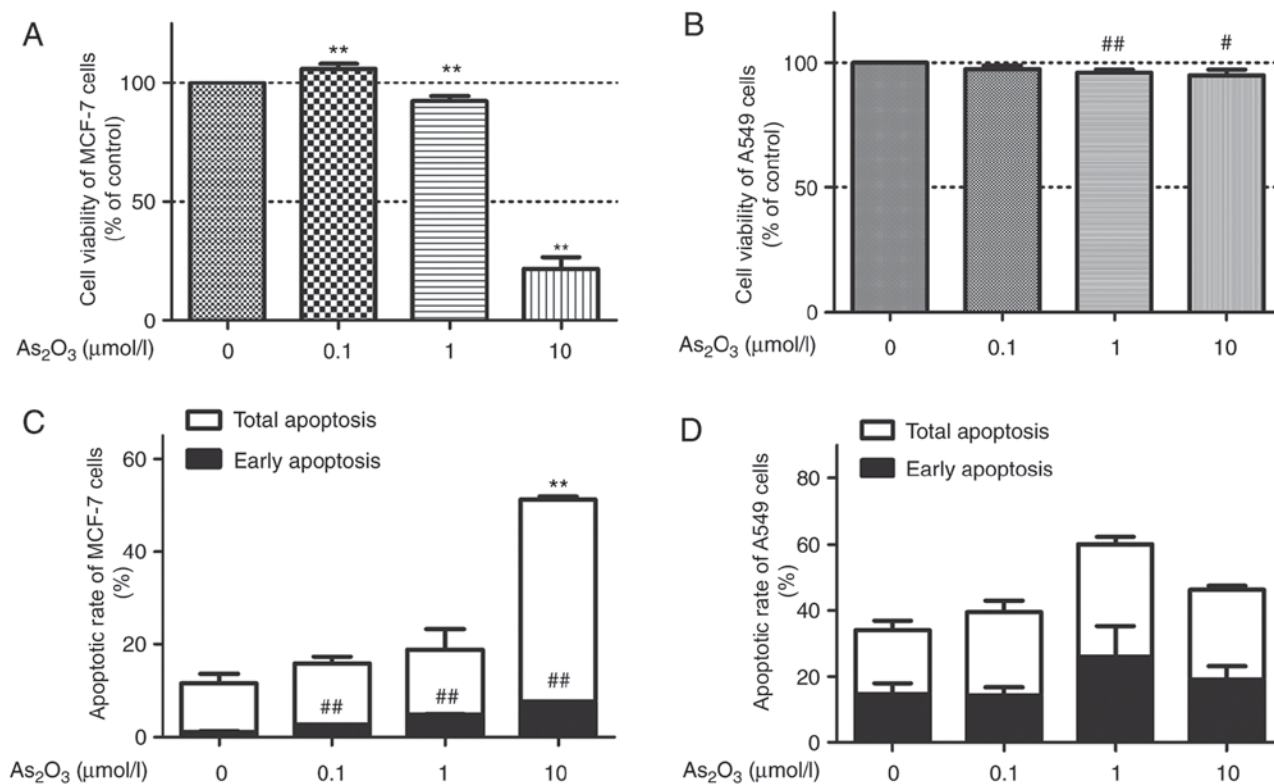 A
Cell viability of MCF-7 cells
(% of control)
100
50
0
**
**
**
As₂O₃ (μmol/l)
0
0.1
1
10
B
Cell viability of A549 cells
(% of control)
100
50
0
##
#
As₂O₃ (μmol/l)
0
0.1
1
10
C
Total apoptosis
Early apoptosis
Apoptotic rate of MCF-7 cells
(%)
60
40
20
0
##
##
**
##
As₂O₃ (μmol/l)
0
0.1
1
10
D
Total apoptosis
Early apoptosis
Apoptotic rate of A549 cells
(%)
80
60
40
20
0
As₂O₃ (μmol/l)
0
0.1
1
10